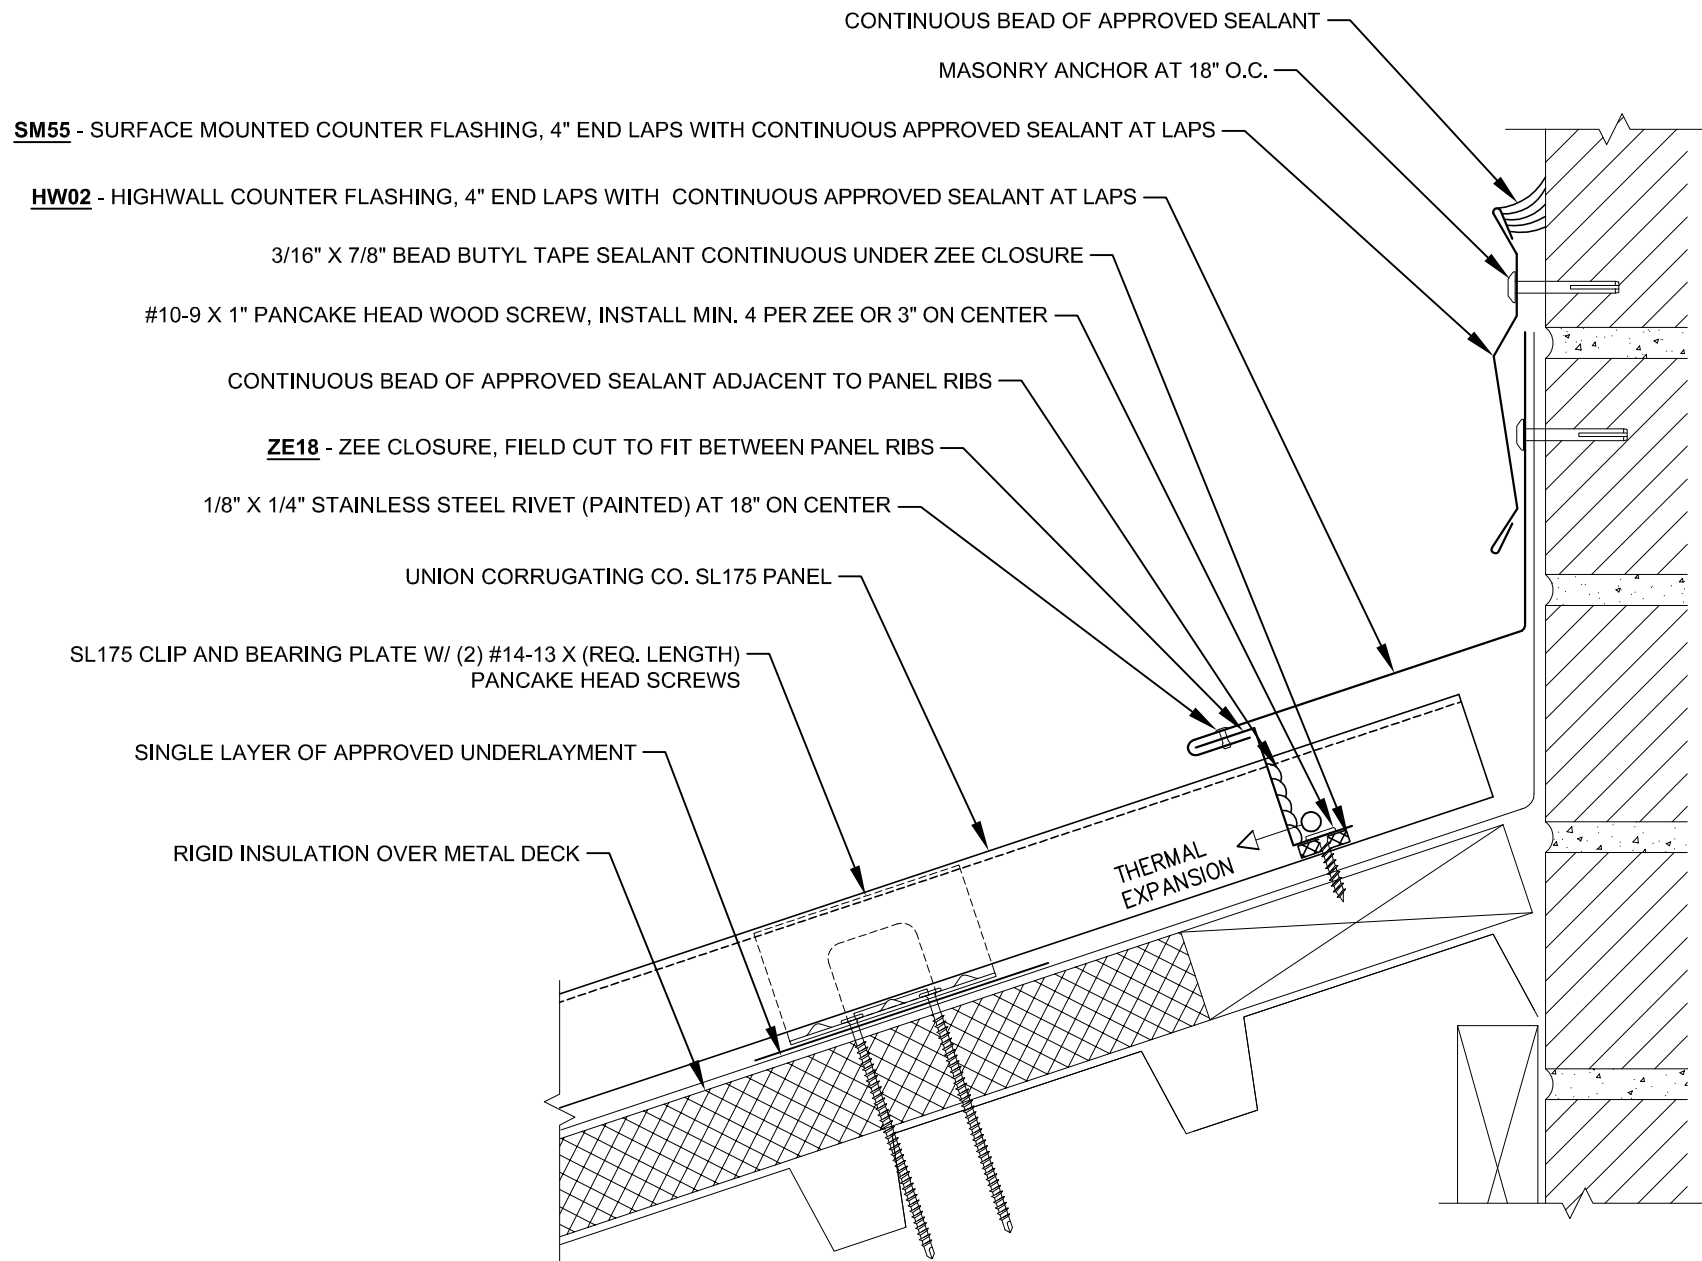 CONTINUOUS BEAD OF APPROVED SEALANT
MASONRY ANCHOR AT 18" O.C.
SM55 - SURFACE MOUNTED COUNTER FLASHING, 4" END LAPS WITH CONTINUOUS APPROVED SEALANT AT LAPS
HW02 - HIGHWALL COUNTER FLASHING, 4" END LAPS WITH CONTINUOUS APPROVED SEALANT AT LAPS
3/16" X 7/8" BEAD BUTYL TAPE SEALANT CONTINUOUS UNDER ZEE CLOSURE
#10-9 X 1" PANCAKE HEAD WOOD SCREW, INSTALL MIN. 4 PER ZEE OR 3" ON CENTER
CONTINUOUS BEAD OF APPROVED SEALANT ADJACENT TO PANEL RIBS
ZE18 - ZEE CLOSURE, FIELD CUT TO FIT BETWEEN PANEL RIBS
1/8" X 1/4" STAINLESS STEEL RIVET (PAINTED) AT 18" ON CENTER
UNION CORRUGATING CO. SL175 PANEL
SL175 CLIP AND BEARING PLATE W/ (2) #14-13 X (REQ. LENGTH)
PANCAKE HEAD SCREWS
SINGLE LAYER OF APPROVED UNDERLAYMENT
RIGID INSULATION OVER METAL DECK
THERMAL
EXPANSION